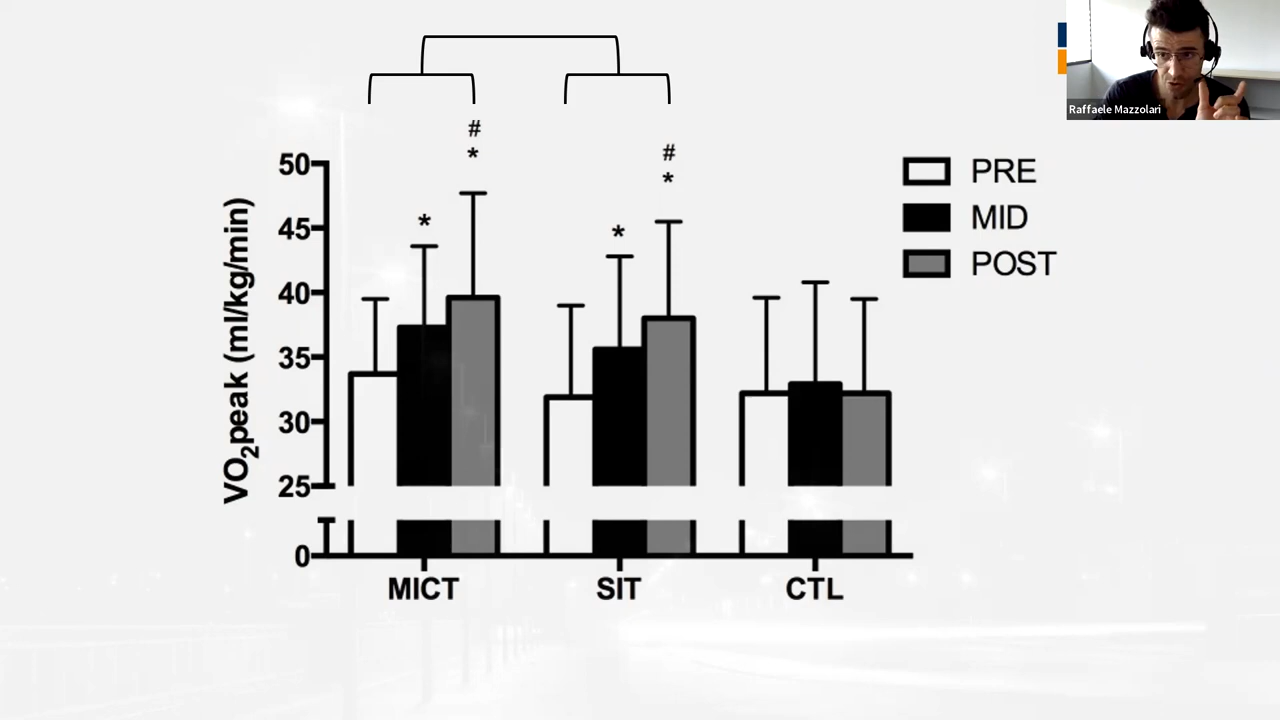 Raffaele Mazzolari
#
*
#
*
*
*
50
45
40
35
30
25
0
VO2peak (ml/kg/min)
PRE
MID
POST
MICT
SIT
CTL